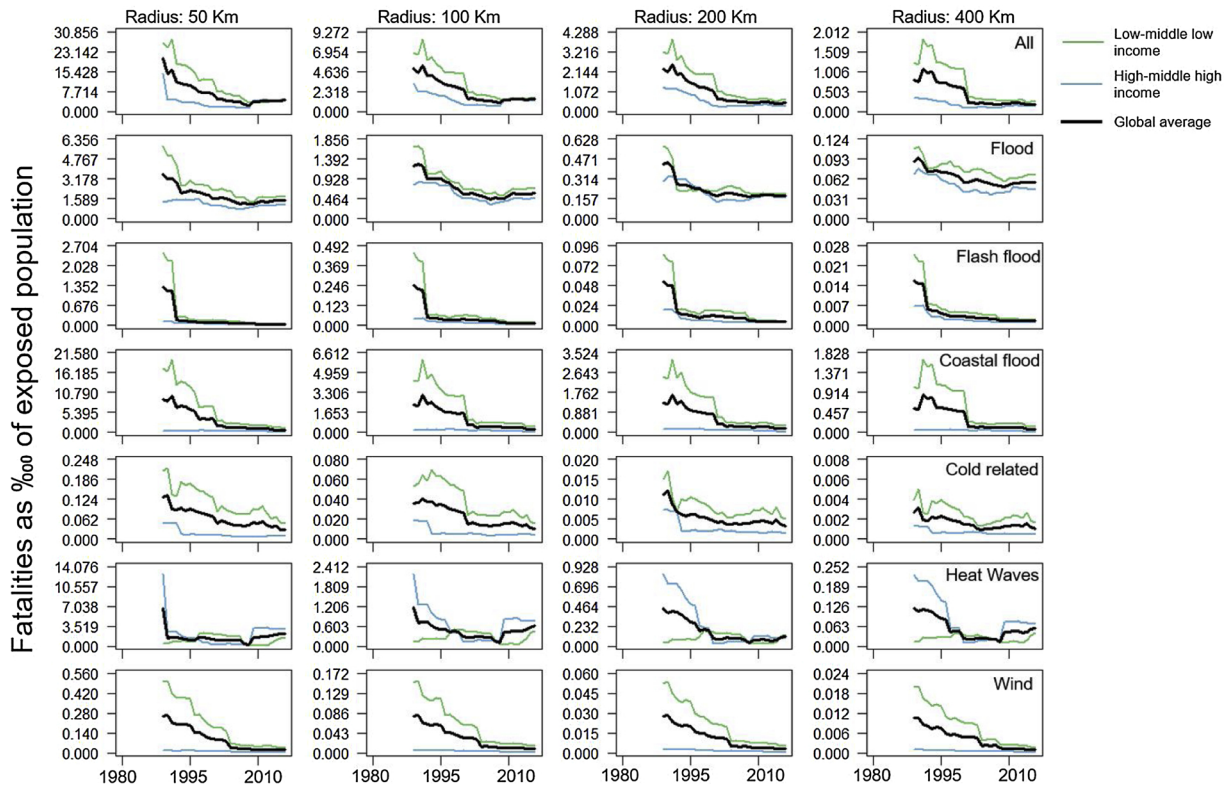 Radius: 50 Km Radius: 100 Km Radius: 200 Km Radius: 400 Km
Fatalities as ‱ of exposed population
30.856 9.272 4.288 2.012 All
23.142 6.954 3.216 1.509
15.428 4.636 2.144 1.006
7.714 2.318 1.072 0.503
0.000 0.000 0.000 0.000
Low-middle low
income
High-middle high
income
Global average
6.356 1.856 0.628 0.124 Flood
4.767 1.392 0.471 0.093
3.178 0.928 0.314 0.062
1.589 0.464 0.157 0.031
0.000 0.000 0.000 0.000
2.704 0.492 0.096 0.028 Flash flood
2.028 0.369 0.072 0.021
1.352 0.246 0.048 0.014
0.676 0.123 0.024 0.007
0.000 0.000 0.000 0.000
21.580 6.612 3.524 1.828 Coastal flood
16.185 4.959 2.643 1.371
10.790 3.306 1.762 0.914
5.395 1.653 0.881 0.457
0.000 0.000 0.000 0.000
0.248 0.080 0.020 0.008 Cold related
0.186 0.060 0.015 0.006
0.124 0.040 0.010 0.004
0.062 0.020 0.005 0.002
0.000 0.000 0.000 0.000
14.076 2.412 0.928 0.252 Heat Waves
10.557 1.809 0.696 0.189
7.038 1.206 0.464 0.126
3.519 0.603 0.232 0.063
0.000 0.000 0.000 0.000
0.560 0.172 0.060 0.024 Wind
0.420 0.129 0.045 0.018
0.280 0.086 0.030 0.012
0.140 0.043 0.015 0.006
0.000 0.000 0.000 0.000
1980 1995 2010 1980 1995 2010 1980 1995 2010 1980 1995 2010